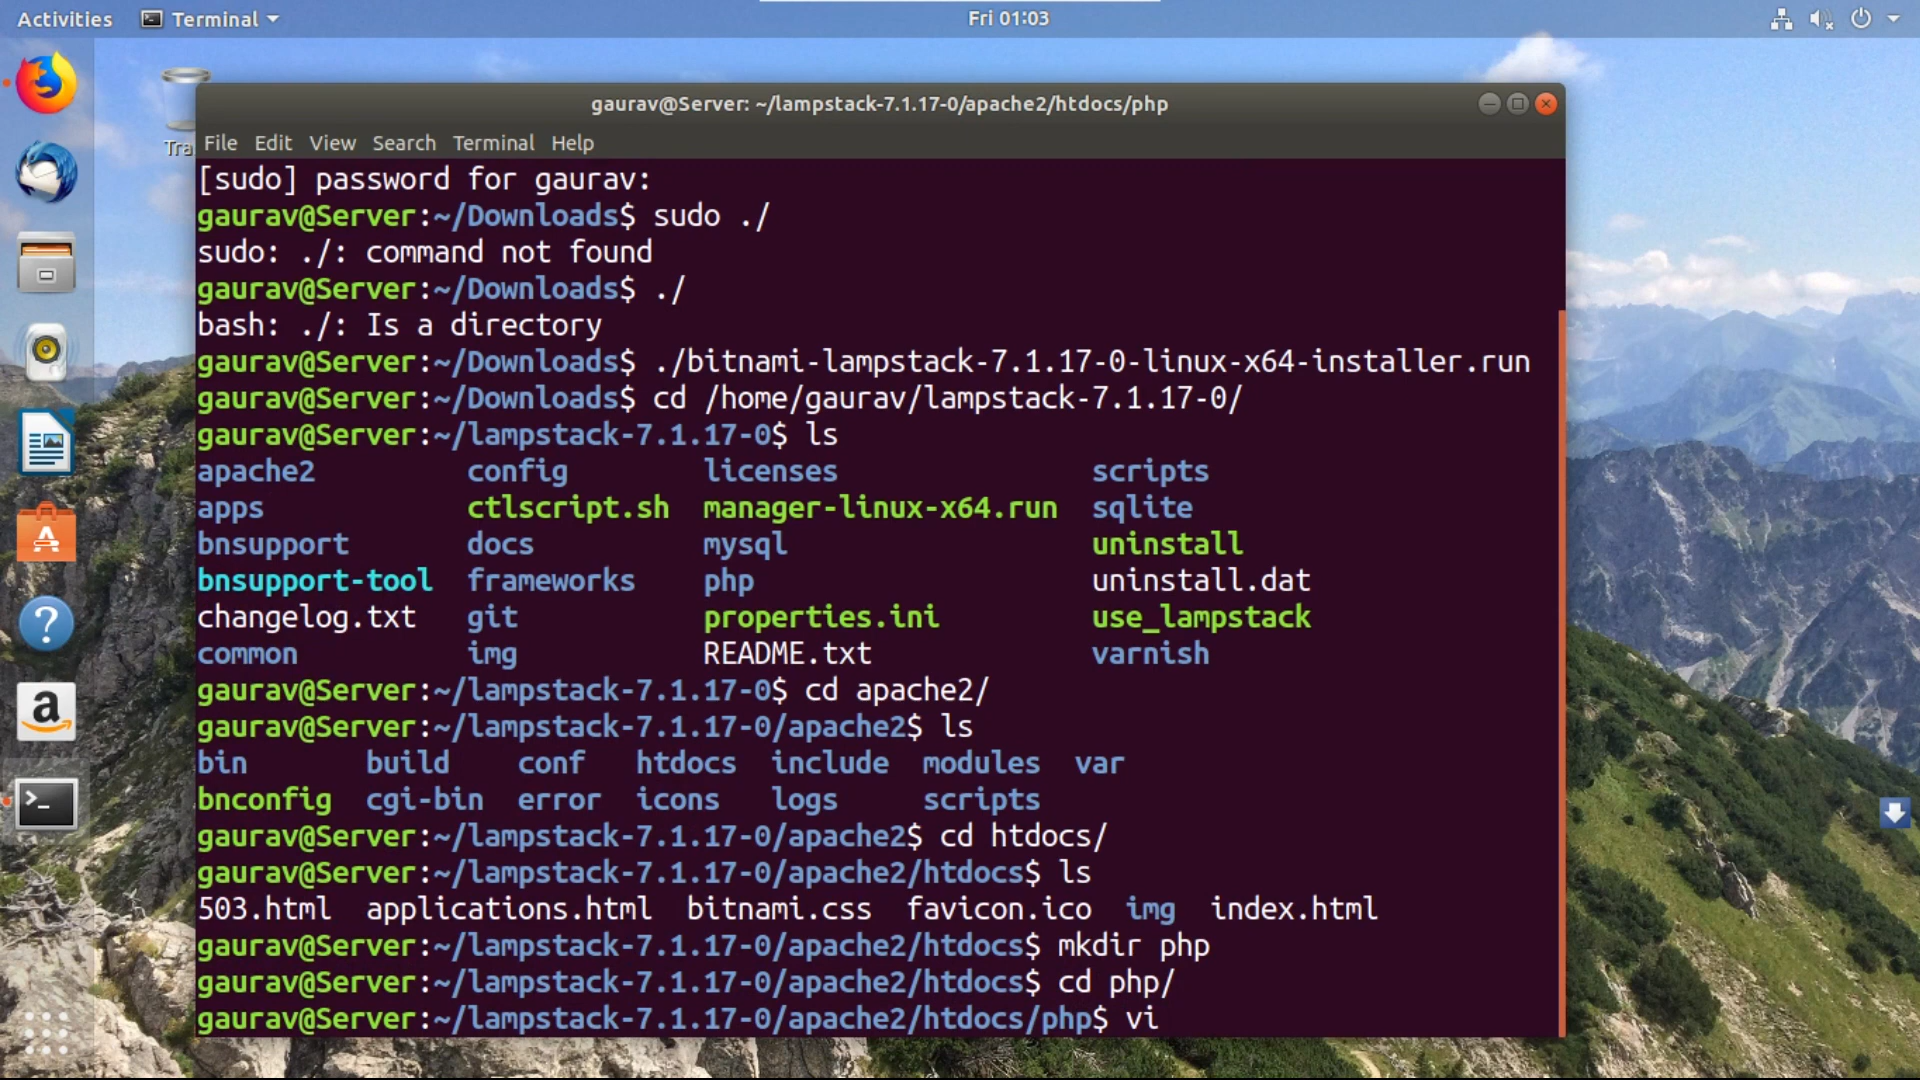 Activities Terminal Fri 01:03
Tra
gaurav@Server: ~/lampstack-7.1.17-0/apache2/htdocs/php
File Edit View Search Terminal Help
[sudo] password for gaurav:
gaurav@Server:~/Downloads$ sudo ./
sudo: ./: command not found
gaurav@Server:~/Downloads$ ./
bash: ./: Is a directory
gaurav@Server:~/Downloads$ ./bitnami-lampstack-7.1.17-0-linux-x64-installer.run
gaurav@Server:~/Downloads$ cd /home/gaurav/lampstack-7.1.17-0/
gaurav@Server:~/lampstack-7.1.17-0$ ls
apache2 config licenses scripts
apps ctlscript.sh manager-linux-x64.run sqlite
bnsupport docs mysql uninstall
bnsupport-tool frameworks php uninstall.dat
changelog.txt git properties.ini use_lampstack
common img README.txt varnish
gaurav@Server:~/lampstack-7.1.17-0$ cd apache2/
gaurav@Server:~/lampstack-7.1.17-0/apache2$ ls
bin build conf htdocs include modules var
bnconfig cgi-bin error icons logs scripts
gaurav@Server:~/lampstack-7.1.17-0/apache2$ cd htdocs/
gaurav@Server:~/lampstack-7.1.17-0/apache2/htdocs$ ls
503.html applications.html bitnami.css favicon.ico img index.html
gaurav@Server:~/lampstack-7.1.17-0/apache2/htdocs$ mkdir php
gaurav@Server:~/lampstack-7.1.17-0/apache2/htdocs$ cd php/
gaurav@Server:~/lampstack-7.1.17-0/apache2/htdocs/php$ vi